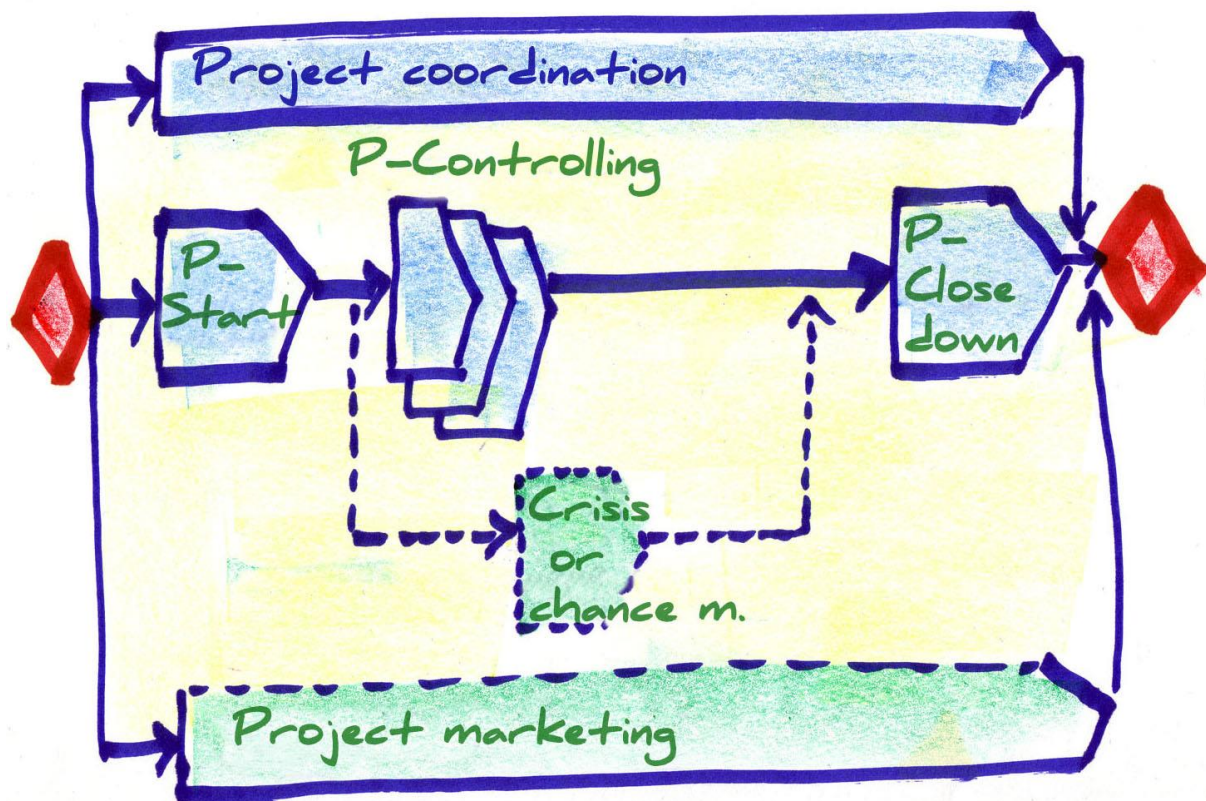 Project coordination
P-Controlling
P-
Start
P-
Close
down
Crisis
or
chance m.
Project marketing